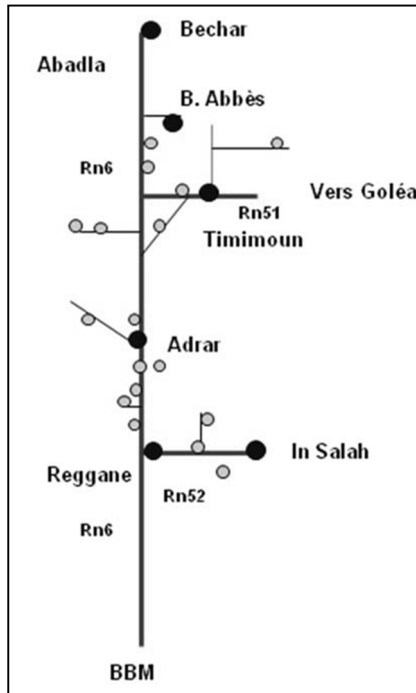 Bechar
Abadla
B. Abbès
Rn6
Vers Goléa
Rn51
Timimoun
Adrar
In Salah
Reggane
Rn52
Rn6
BBM